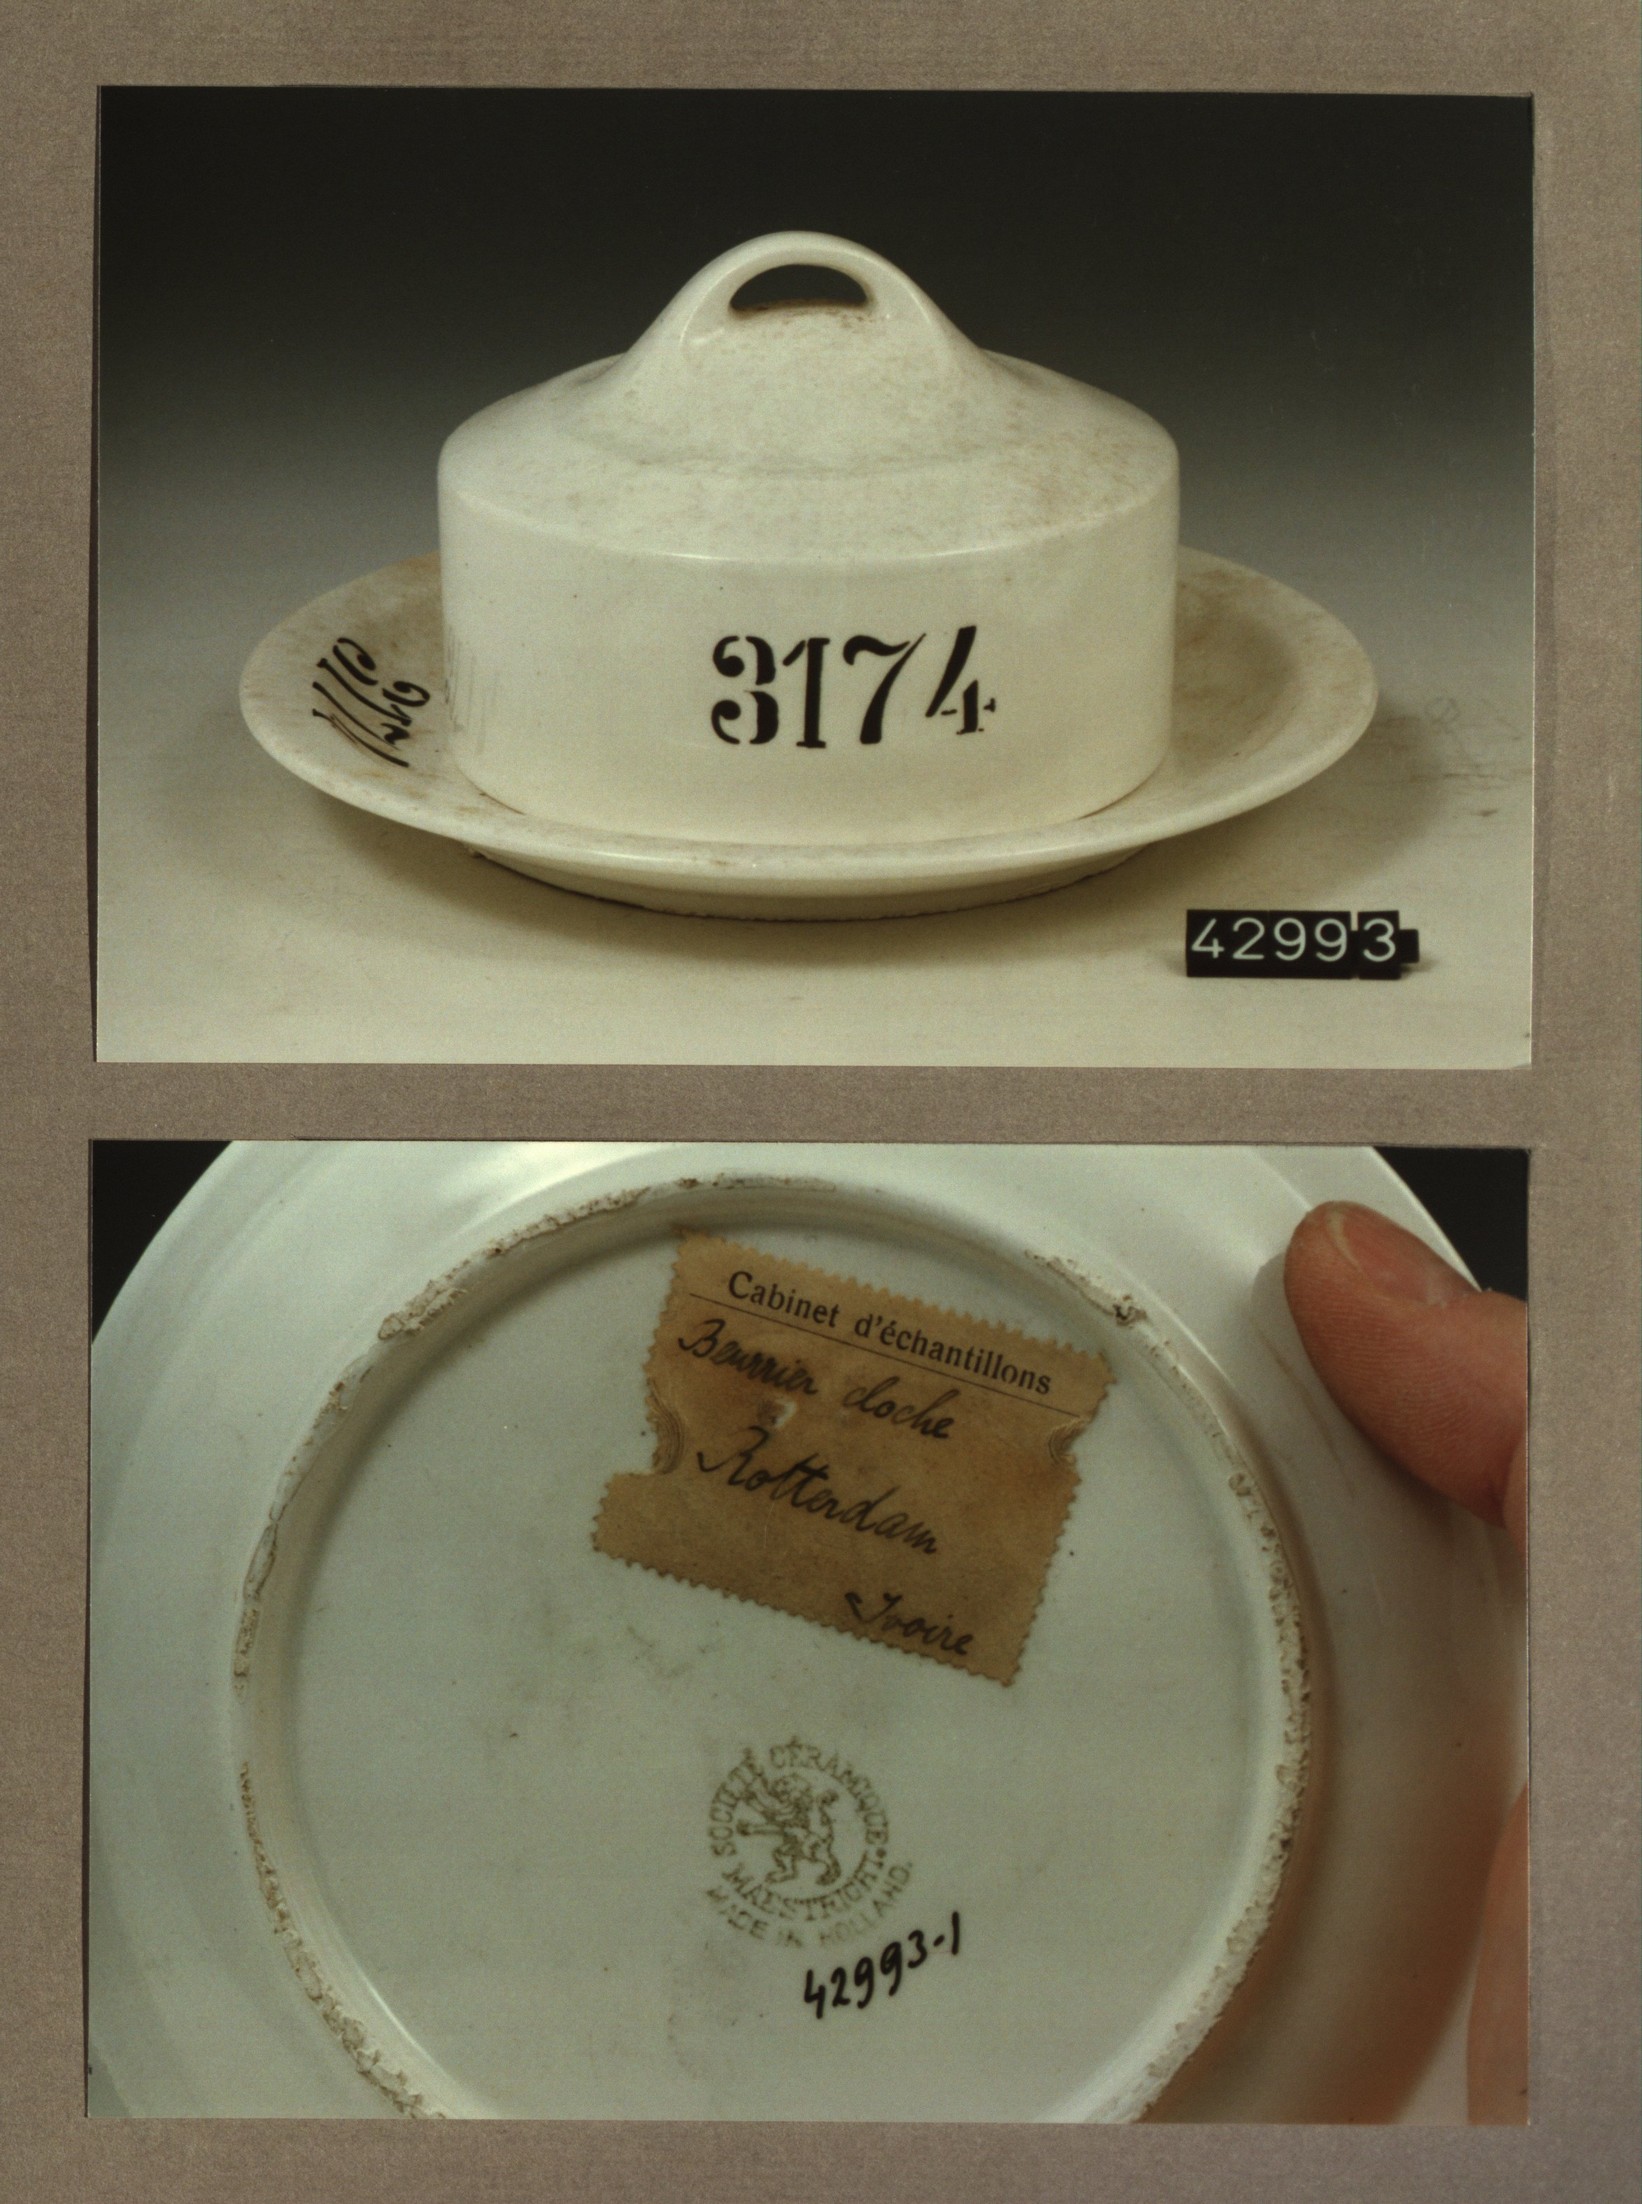 3174
42993
Cabinet d'échantillons
Beurrier cloche
Rotterdam
Ivoire
SOCIÉTÉ CÉRAMIQUE
MAESTRICHT.
MADE IN HOLLAND.
42993-1